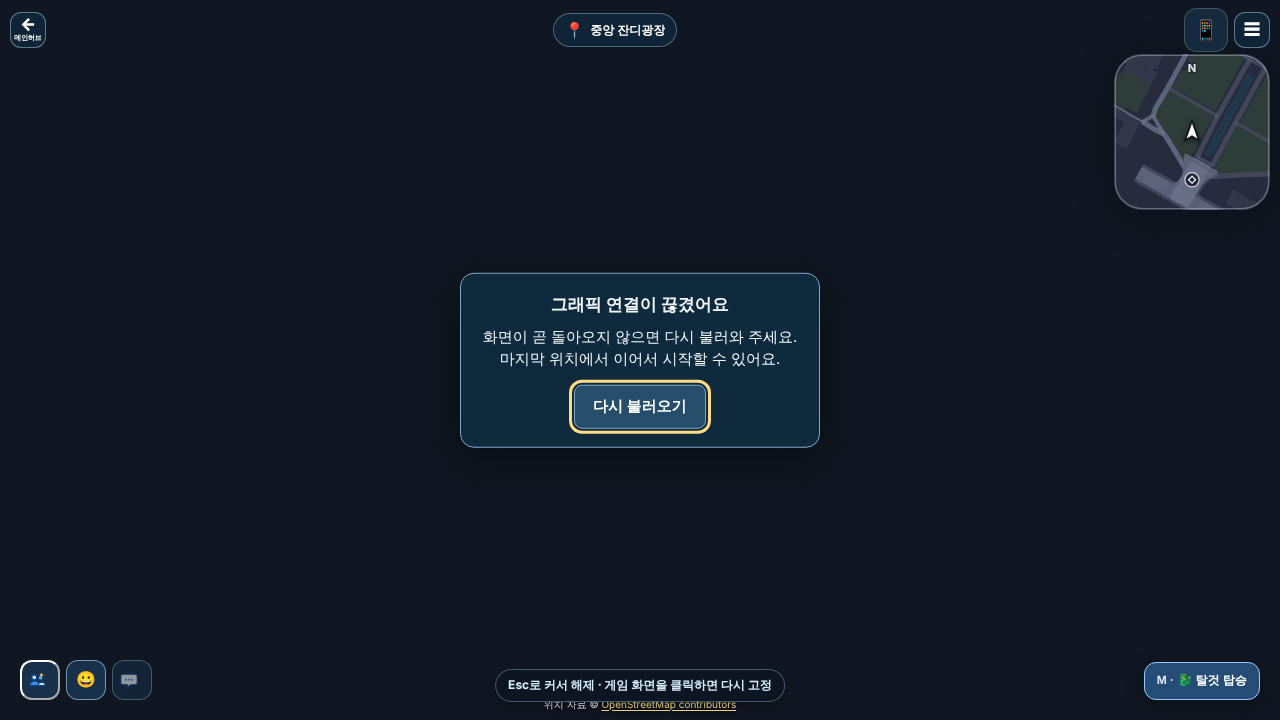 메인허브
📍 중앙 잔디광장
N
그래픽 연결이 끊겼어요
화면이 곧 돌아오지 않으면 다시 불러와 주세요.
마지막 위치에서 이어서 시작할 수 있어요.
다시 불러오기
Esc로 커서 해제 · 게임 화면을 클릭하면 다시 고정
위치 자료 © OpenStreetMap contributors
M · 🐉 탈것 탑승